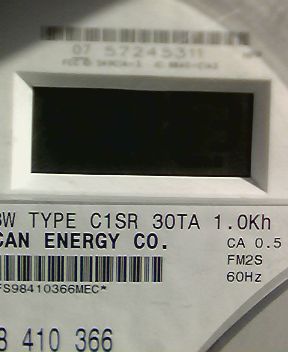 07 57245311
3W TYPE C1SR 30TA 1.0Kh
CAN ENERGY CO.
CA 0.5
FM2S
60Hz
FS98410366MEC*
8 410 366